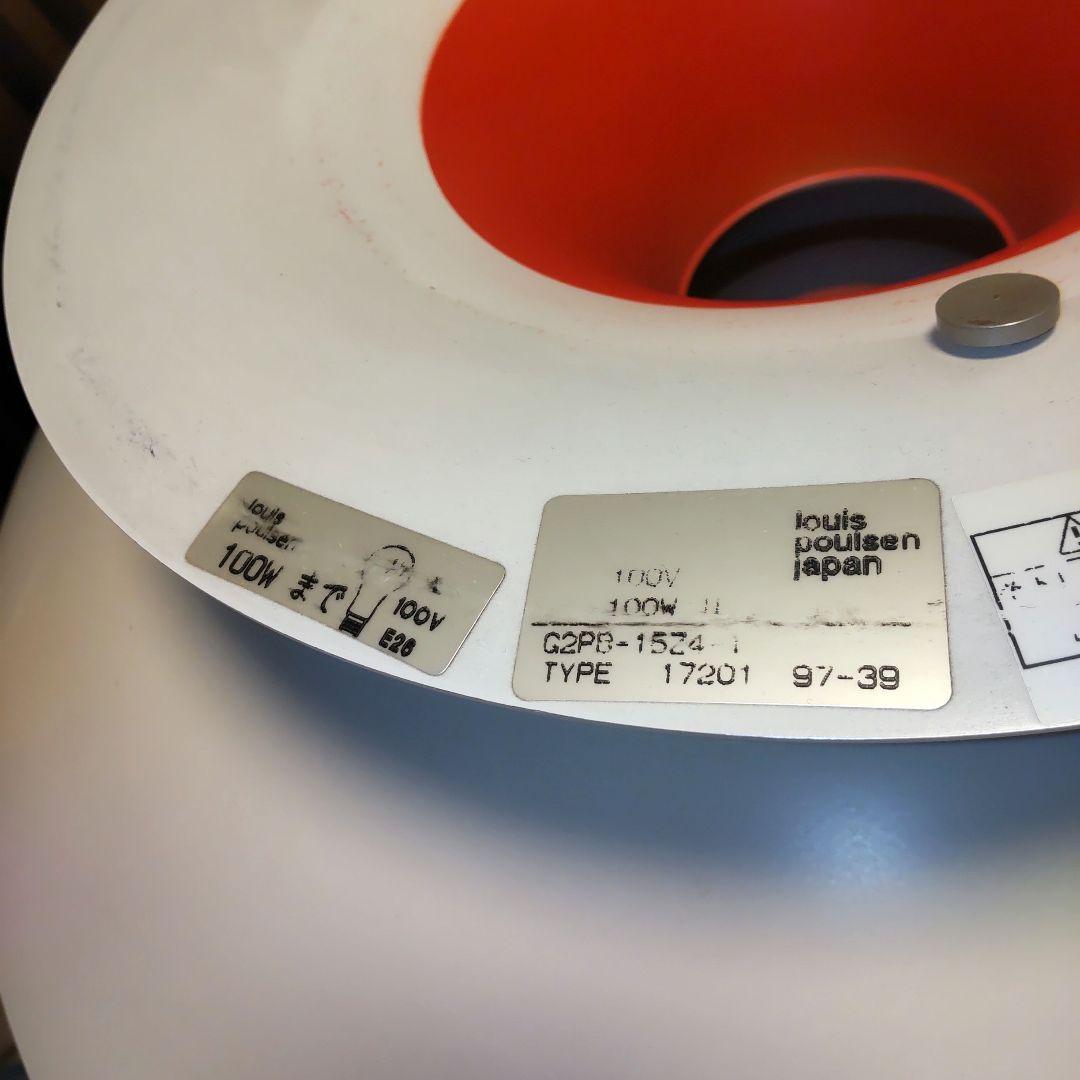 louis
poulsen
100W まで
100V
E26
louis
poulsen
japan
100V
100W
G2PB-15Z4-1
TYPE 17201 97-39